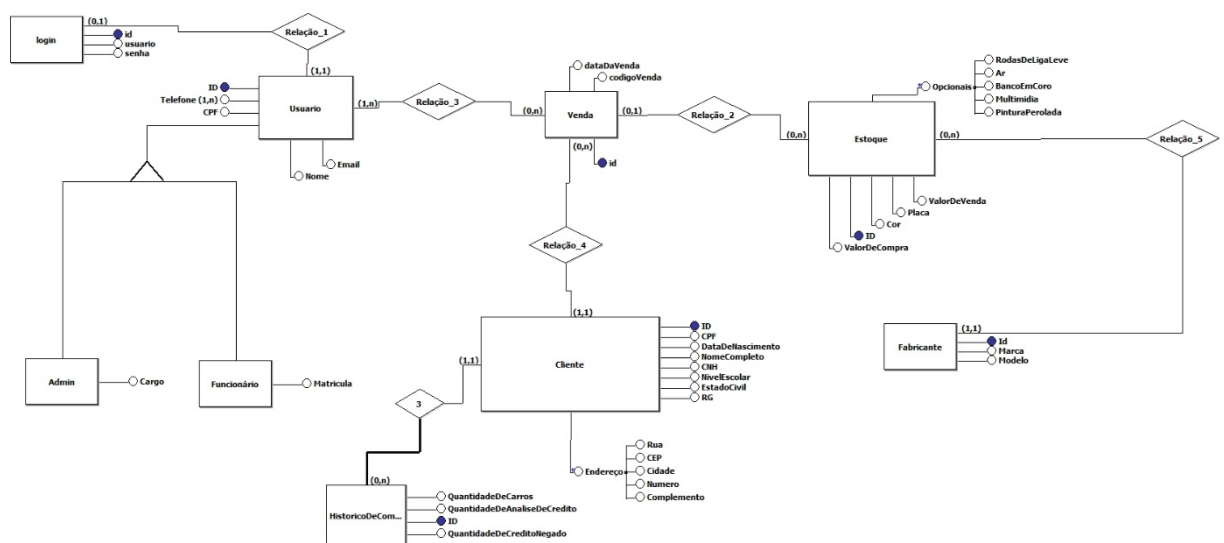 (0,1)
login
id
usuario
senha
Relação_1
(1,1)
ID
Telefone (1,n)
CPF
Usuario
(1,n)
Relação_3
(0,n)
dataDaVenda
codigoVenda
Venda
(0,1)
(0,n)
id
Relação_2
(0,n)
Opcionais
RodasDeLigaLeve
Ar
BancoEmCoro
Multimidia
PinturaPerolada
Estoque
(0,n)
Relação_5
Email
Nome
ValorDeVenda
Placa
Cor
ID
ValorDeCompra
Relação_4
(1,1)
(1,1)
Fabricante
Id
Marca
Modelo
Admin
Cargo
Funcionário
Matricula
(1,1)
Cliente
ID
CPF
DataDeNascimento
NomeCompleto
CNH
NivelEscolar
EstadoCivil
RG
3
Endereço
Rua
CEP
Cidade
Numero
Complemento
(0,n)
HistoricoDeCom...
QuantidadeDeCarros
QuantidadeDeAnaliseDeCredito
ID
QuantidadeDeCreditoNegado